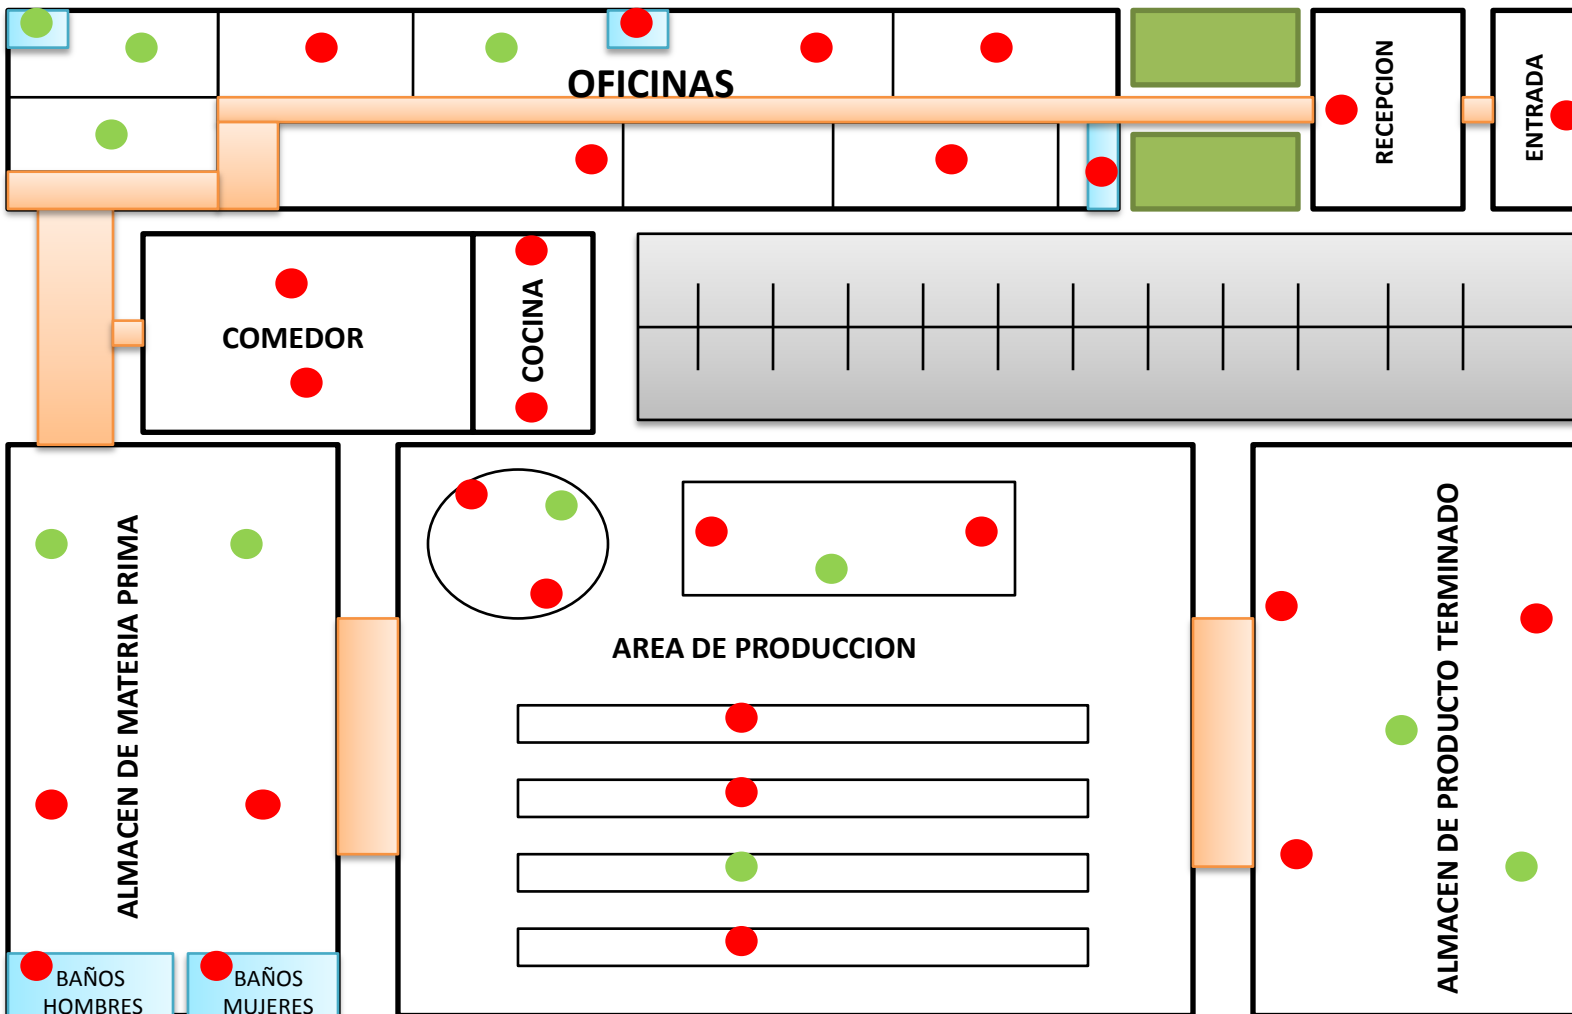 OFICINAS
RECEPCION
ENTRADA
COMEDOR
COCINA
ALMACEN DE MATERIA PRIMA
AREA DE PRODUCCION
ALMACEN DE PRODUCTO TERMINADO
BAÑOS
HOMBRES
BAÑOS
MUJERES